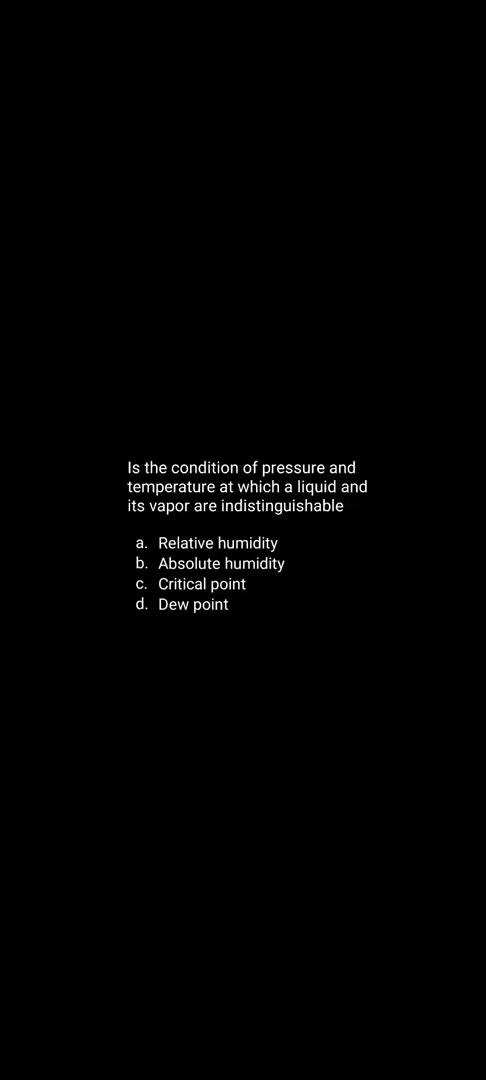 Is the condition of pressure and
temperature at which a liquid and
its vapor are indistinguishable
a. Relative humidity
b. Absolute humidity
c. Critical point
d. Dew point